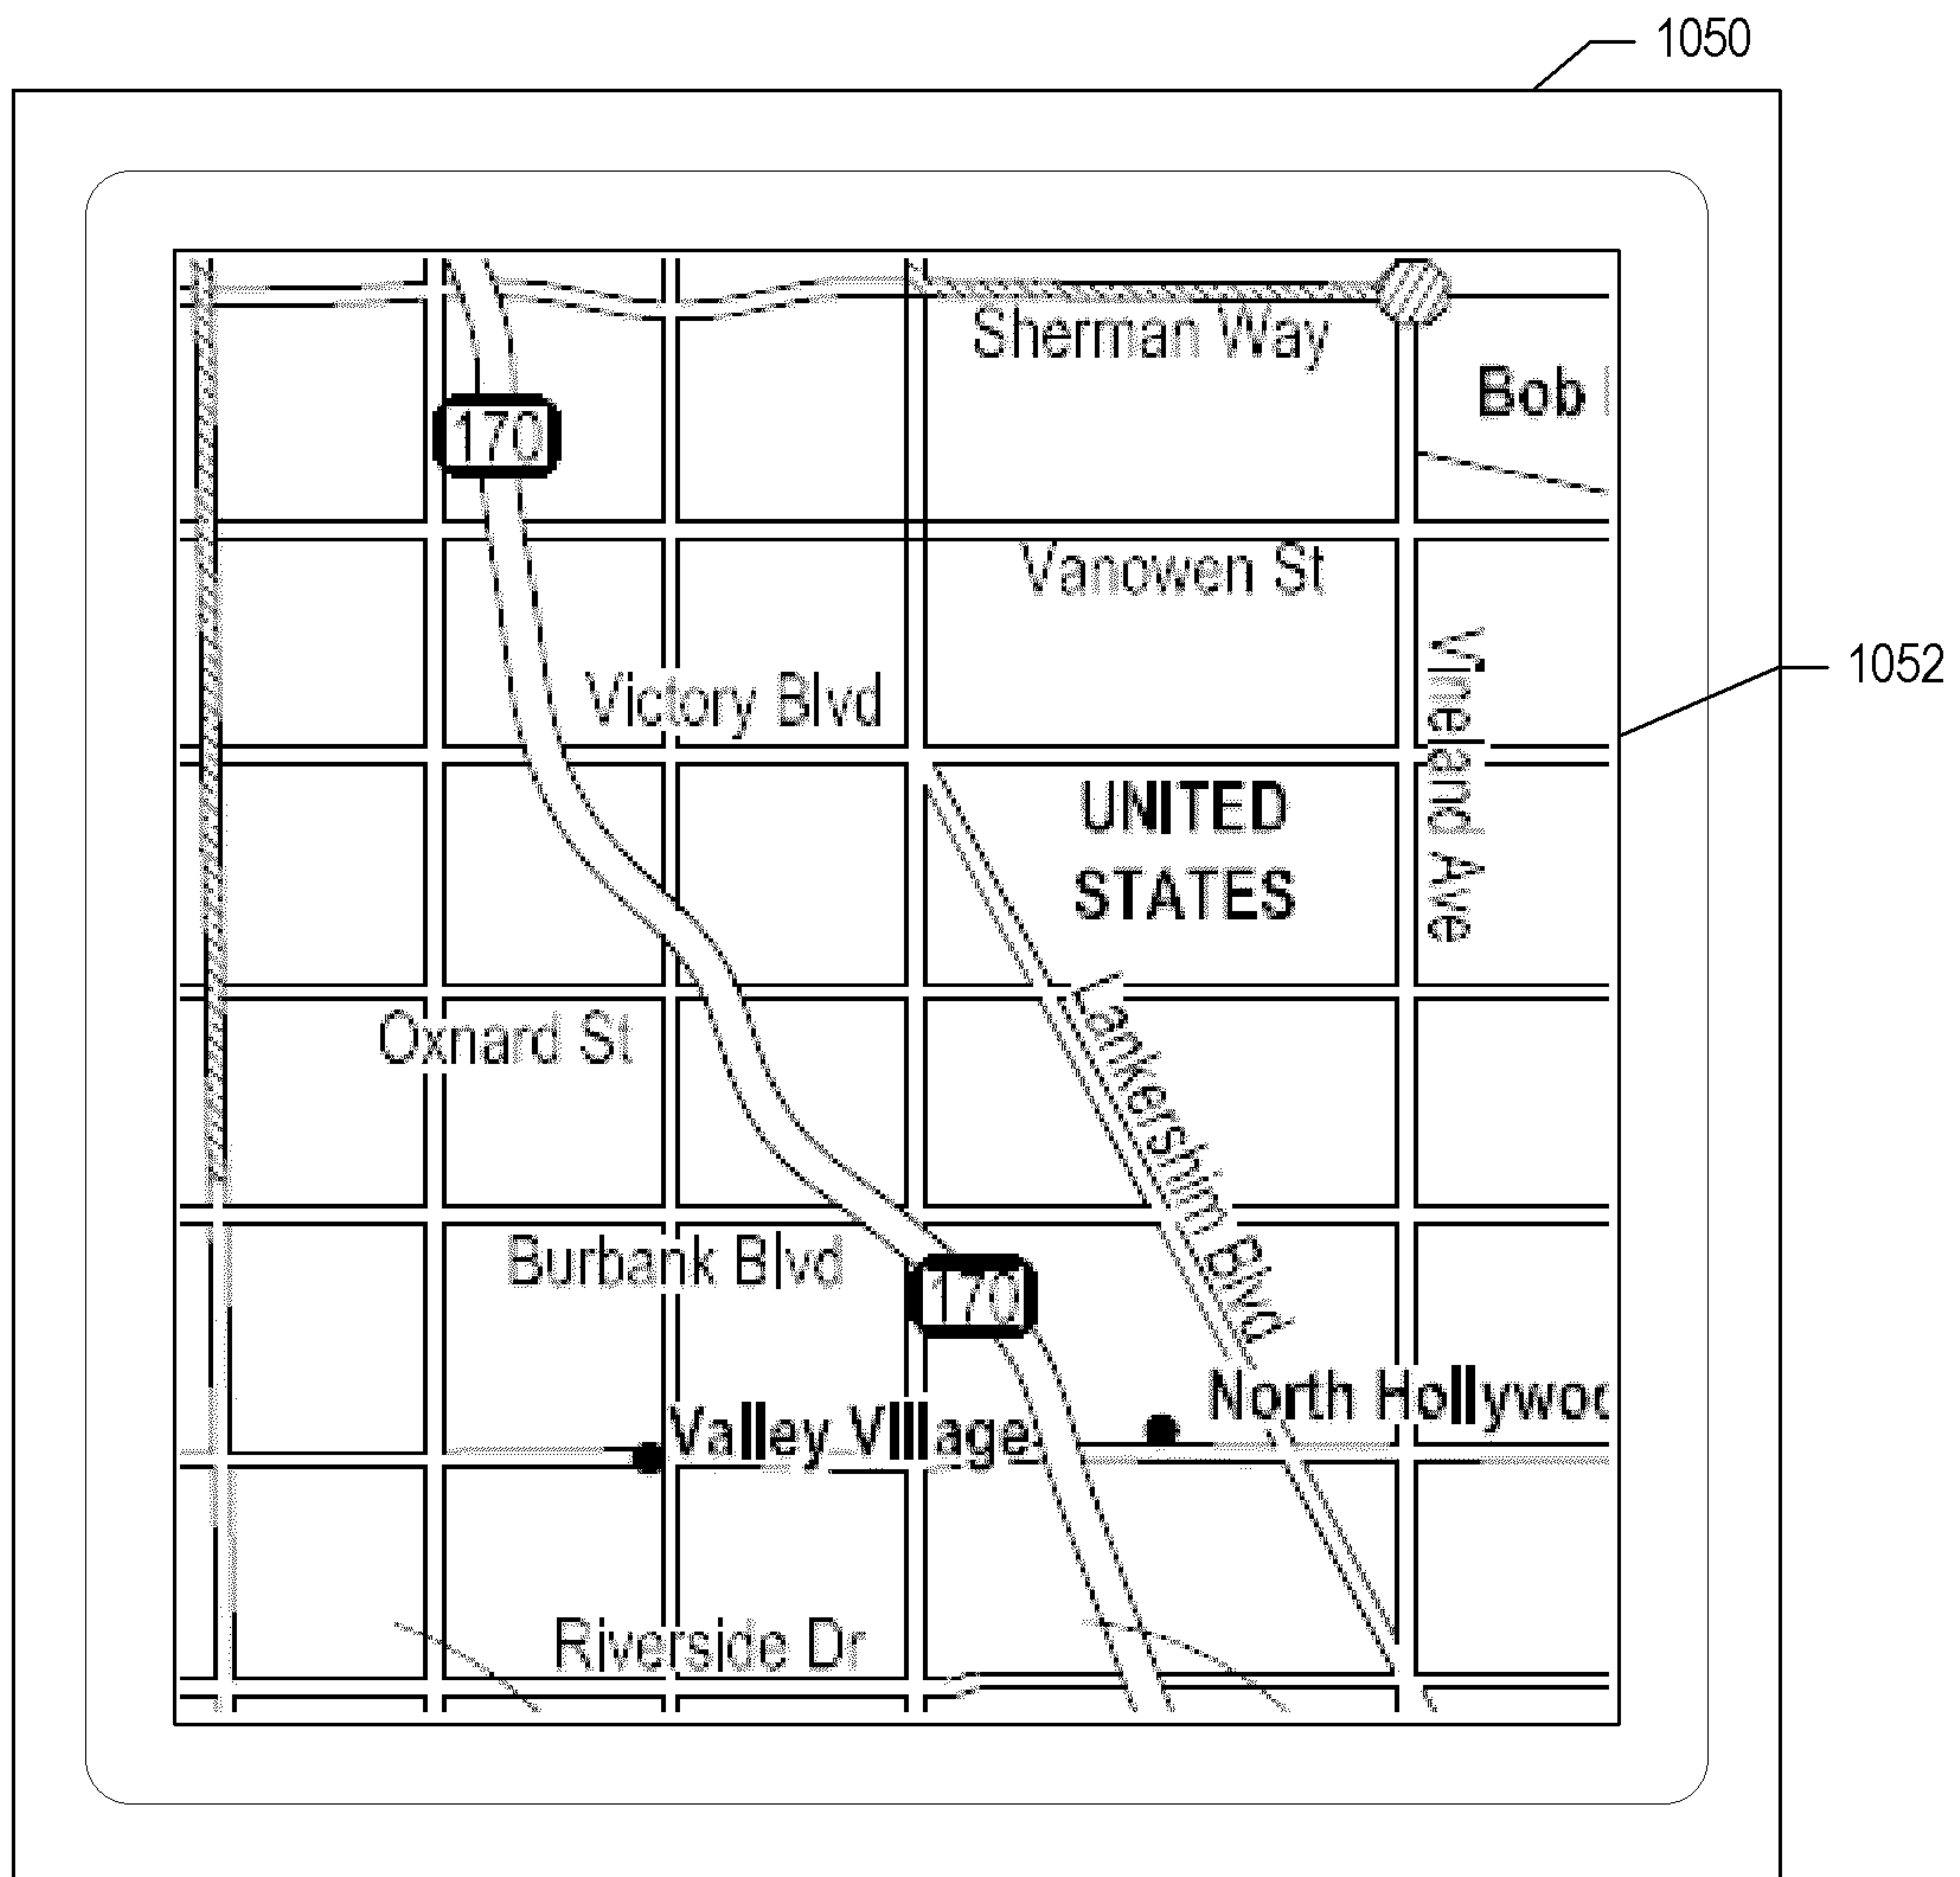 1050
Sherman Way
Bob
170
Vanowen St
1052
Victory Blvd
Vineland Ave
UNITED
STATES
Lankershim Blvd
Oxnard St
Burbank Blvd
170
North Hollywoo
Valley Village
Riverside Dr